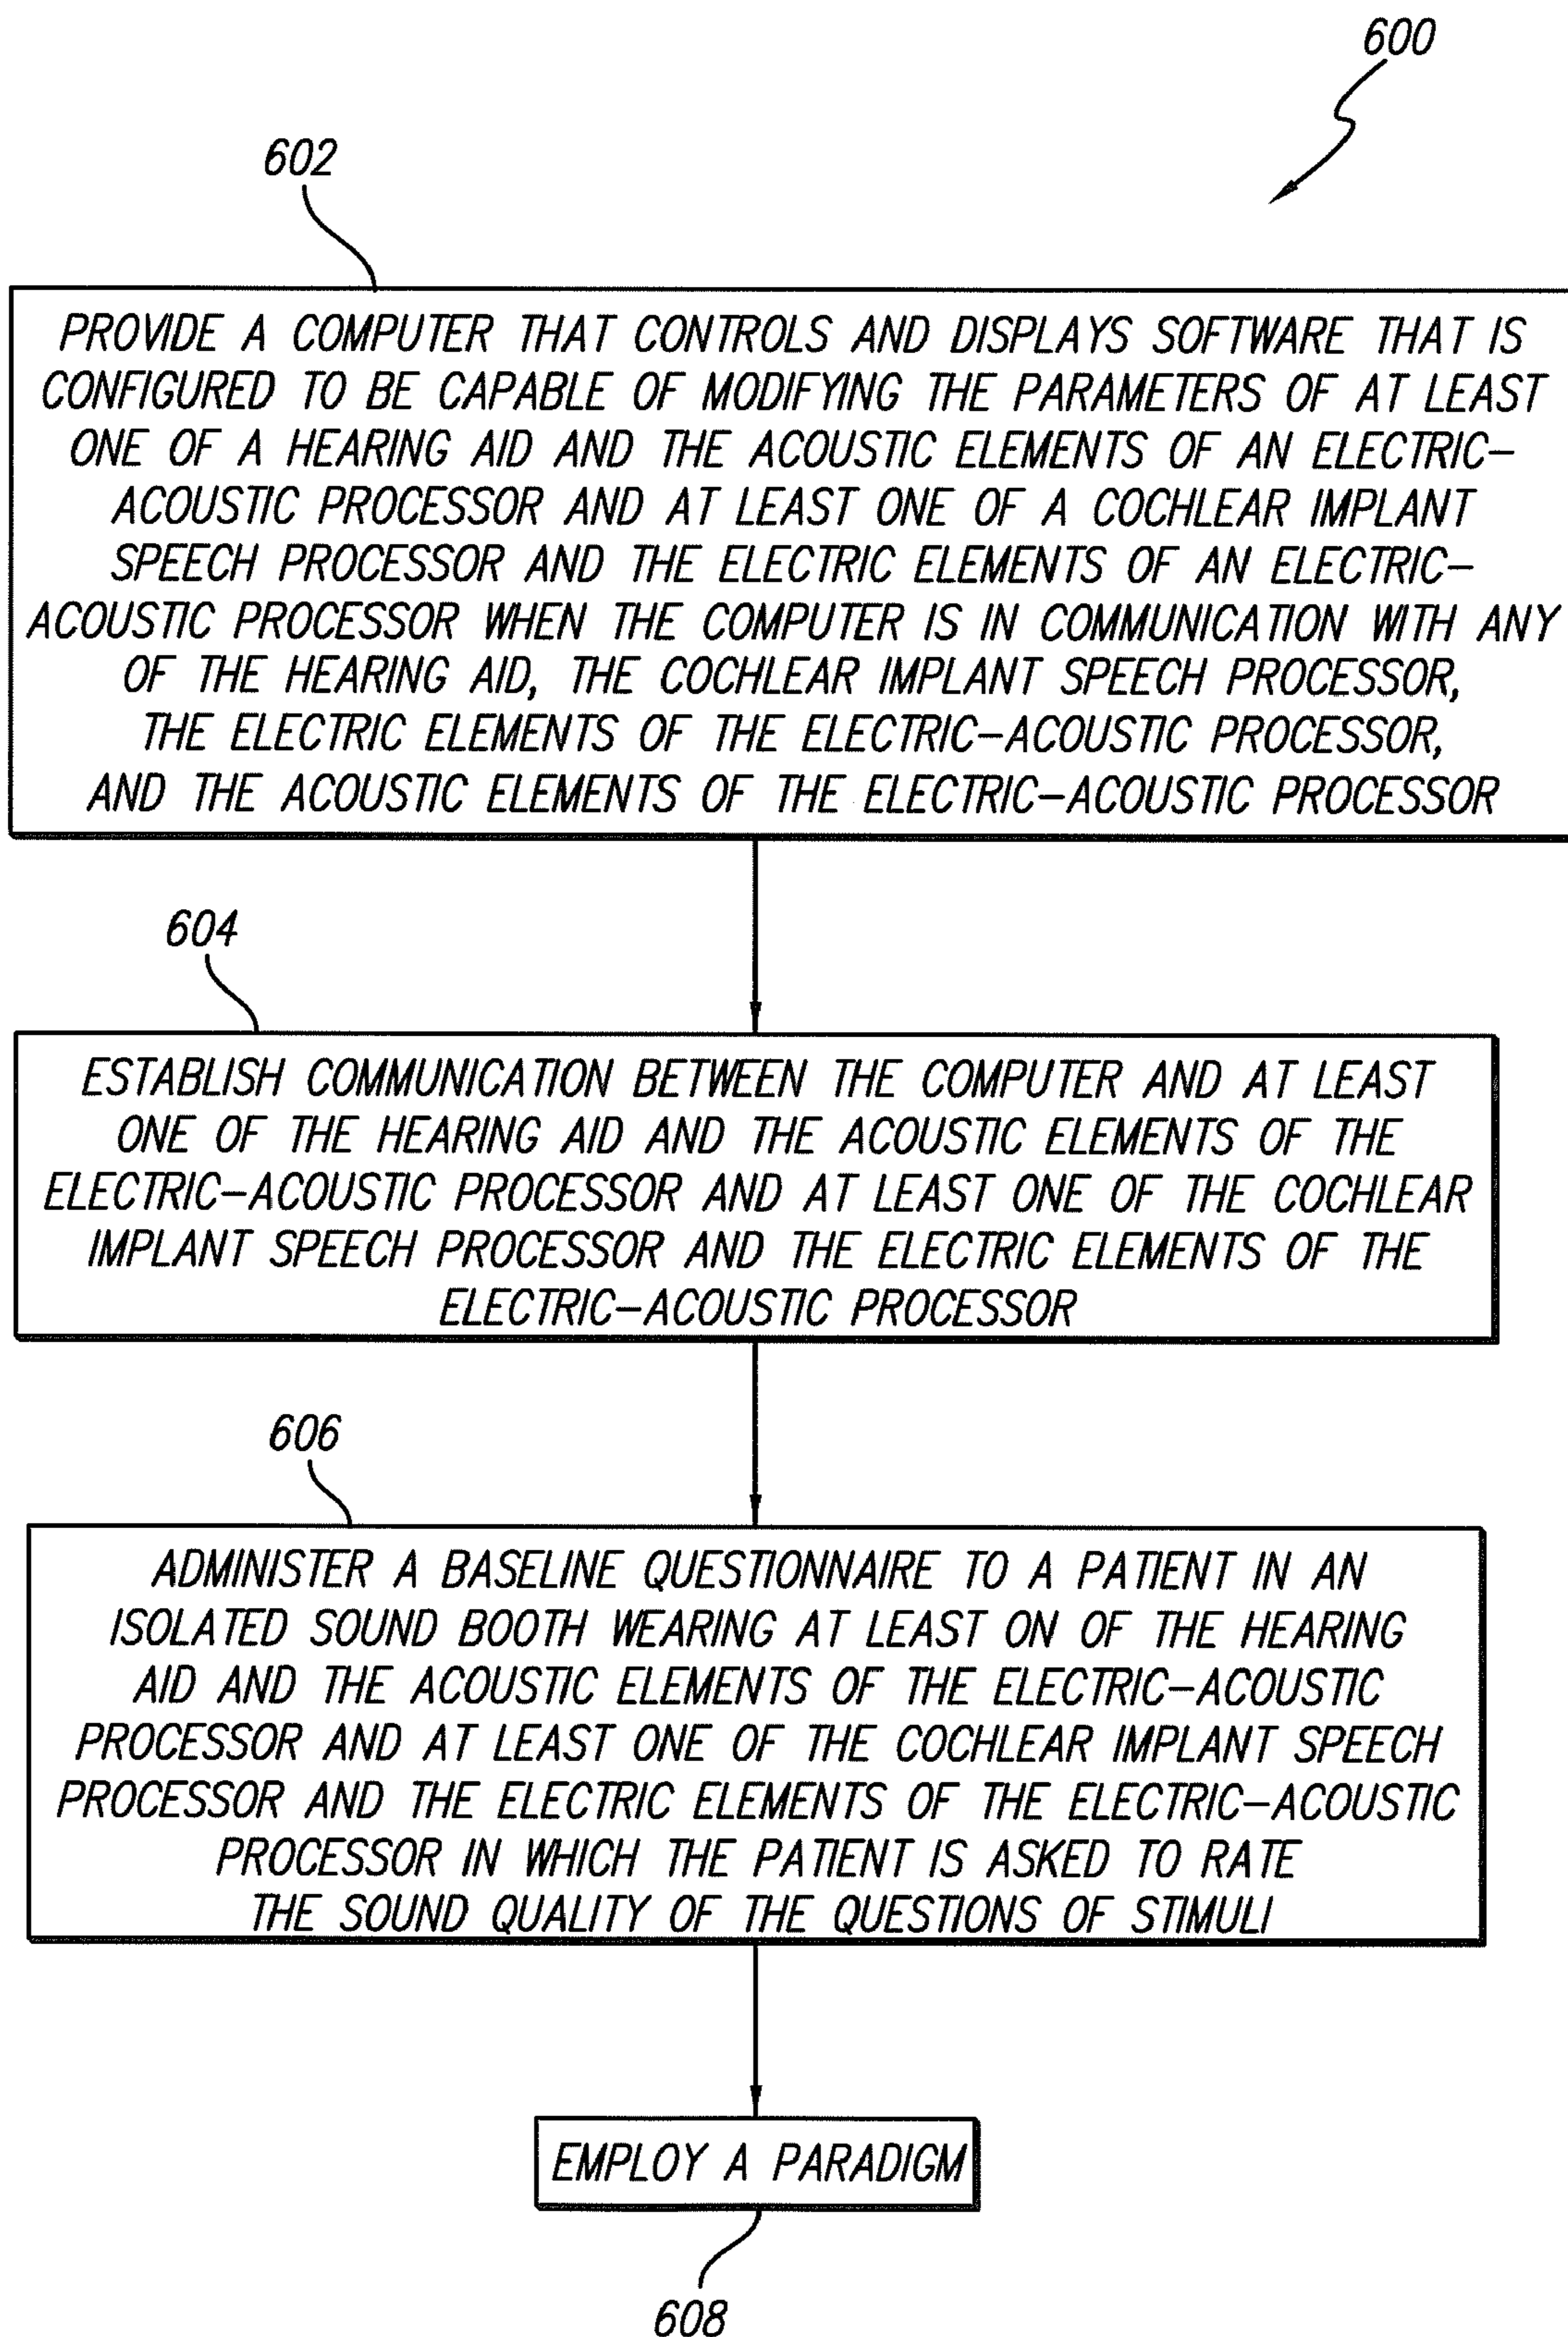 600
602
PROVIDE A COMPUTER THAT CONTROLS AND DISPLAYS SOFTWARE THAT IS
CONFIGURED TO BE CAPABLE OF MODIFYING THE PARAMETERS OF AT LEAST
ONE OF A HEARING AID AND THE ACOUSTIC ELEMENTS OF AN ELECTRIC-
ACOUSTIC PROCESSOR AND AT LEAST ONE OF A COCHLEAR IMPLANT
SPEECH PROCESSOR AND THE ELECTRIC ELEMENTS OF AN ELECTRIC-
ACOUSTIC PROCESSOR WHEN THE COMPUTER IS IN COMMUNICATION WITH ANY
OF THE HEARING AID, THE COCHLEAR IMPLANT SPEECH PROCESSOR,
THE ELECTRIC ELEMENTS OF THE ELECTRIC-ACOUSTIC PROCESSOR,
AND THE ACOUSTIC ELEMENTS OF THE ELECTRIC-ACOUSTIC PROCESSOR
604
ESTABLISH COMMUNICATION BETWEEN THE COMPUTER AND AT LEAST
ONE OF THE HEARING AID AND THE ACOUSTIC ELEMENTS OF THE
ELECTRIC-ACOUSTIC PROCESSOR AND AT LEAST ONE OF THE COCHLEAR
IMPLANT SPEECH PROCESSOR AND THE ELECTRIC ELEMENTS OF THE
ELECTRIC-ACOUSTIC PROCESSOR
606
ADMINISTER A BASELINE QUESTIONNAIRE TO A PATIENT IN AN
ISOLATED SOUND BOOTH WEARING AT LEAST ON OF THE HEARING
AID AND THE ACOUSTIC ELEMENTS OF THE ELECTRIC-ACOUSTIC
PROCESSOR AND AT LEAST ONE OF THE COCHLEAR IMPLANT SPEECH
PROCESSOR AND THE ELECTRIC ELEMENTS OF THE ELECTRIC-ACOUSTIC
PROCESSOR IN WHICH THE PATIENT IS ASKED TO RATE
THE SOUND QUALITY OF THE QUESTIONS OF STIMULI
EMPLOY A PARADIGM
608